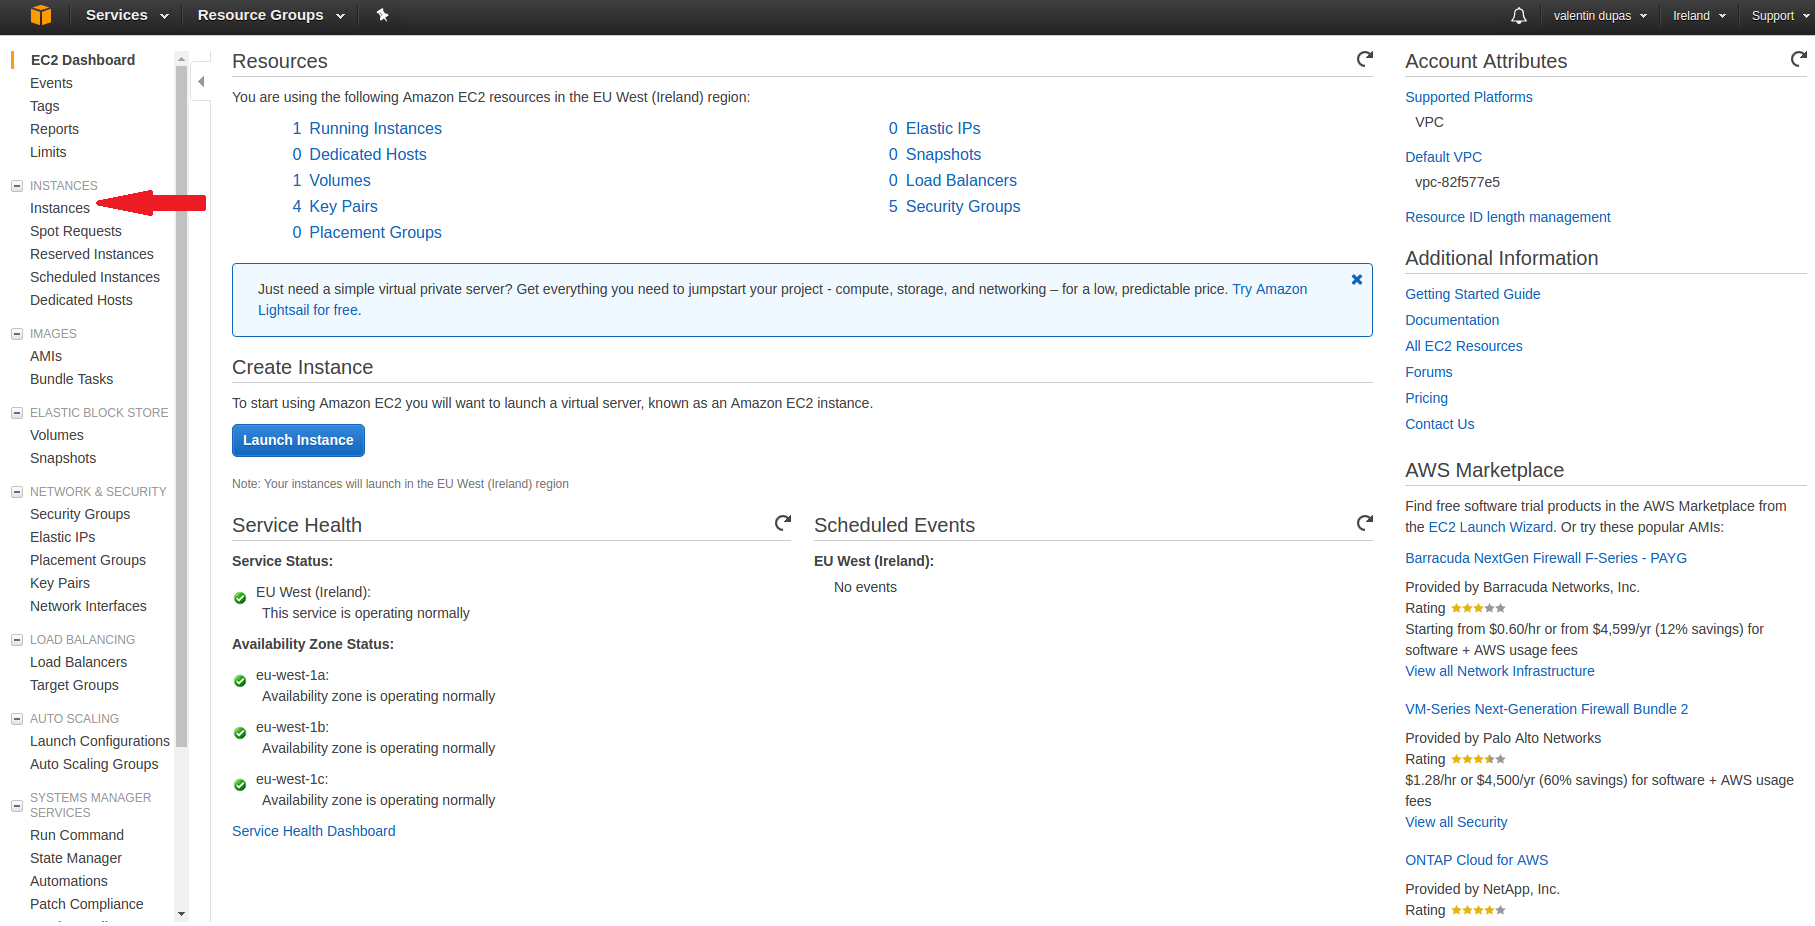 Services
Resource Groups
valentin dupas
Ireland
Support
EC2 Dashboard
Events
Tags
Reports
Limits
INSTANCES
Instances
Spot Requests
Reserved Instances
Scheduled Instances
Dedicated Hosts
IMAGES
AMIs
Bundle Tasks
ELASTIC BLOCK STORE
Volumes
Snapshots
NETWORK & SECURITY
Security Groups
Elastic IPs
Placement Groups
Key Pairs
Network Interfaces
LOAD BALANCING
Load Balancers
Target Groups
AUTO SCALING
Launch Configurations
Auto Scaling Groups
SYSTEMS MANAGER
SERVICES
Run Command
State Manager
Automations
Patch Compliance
Resources
You are using the following Amazon EC2 resources in the EU West (Ireland) region:
1 Running Instances
0 Dedicated Hosts
1 Volumes
4 Key Pairs
0 Placement Groups
0 Elastic IPs
0 Snapshots
0 Load Balancers
5 Security Groups
Just need a simple virtual private server? Get everything you need to jumpstart your project - compute, storage, and networking – for a low, predictable price. Try Amazon
Lightsail for free.
Create Instance
To start using Amazon EC2 you will want to launch a virtual server, known as an Amazon EC2 instance.
Launch Instance
Note: Your instances will launch in the EU West (Ireland) region
Service Health
Service Status:
EU West (Ireland):
This service is operating normally
Availability Zone Status:
eu-west-1a:
Availability zone is operating normally
eu-west-1b:
Availability zone is operating normally
eu-west-1c:
Availability zone is operating normally
Service Health Dashboard
Scheduled Events
EU West (Ireland):
No events
Account Attributes
Supported Platforms
VPC
Default VPC
vpc-82f577e5
Resource ID length management
Additional Information
Getting Started Guide
Documentation
All EC2 Resources
Forums
Pricing
Contact Us
AWS Marketplace
Find free software trial products in the AWS Marketplace from
the EC2 Launch Wizard. Or try these popular AMIs:
Barracuda NextGen Firewall F-Series - PAYG
Provided by Barracuda Networks, Inc.
Rating
Starting from $0.60/hr or from $4,599/yr (12% savings) for
software + AWS usage fees
View all Network Infrastructure
VM-Series Next-Generation Firewall Bundle 2
Provided by Palo Alto Networks
Rating
$1.28/hr or $4,500/yr (60% savings) for software + AWS usage
fees
View all Security
ONTAP Cloud for AWS
Provided by NetApp, Inc.
Rating